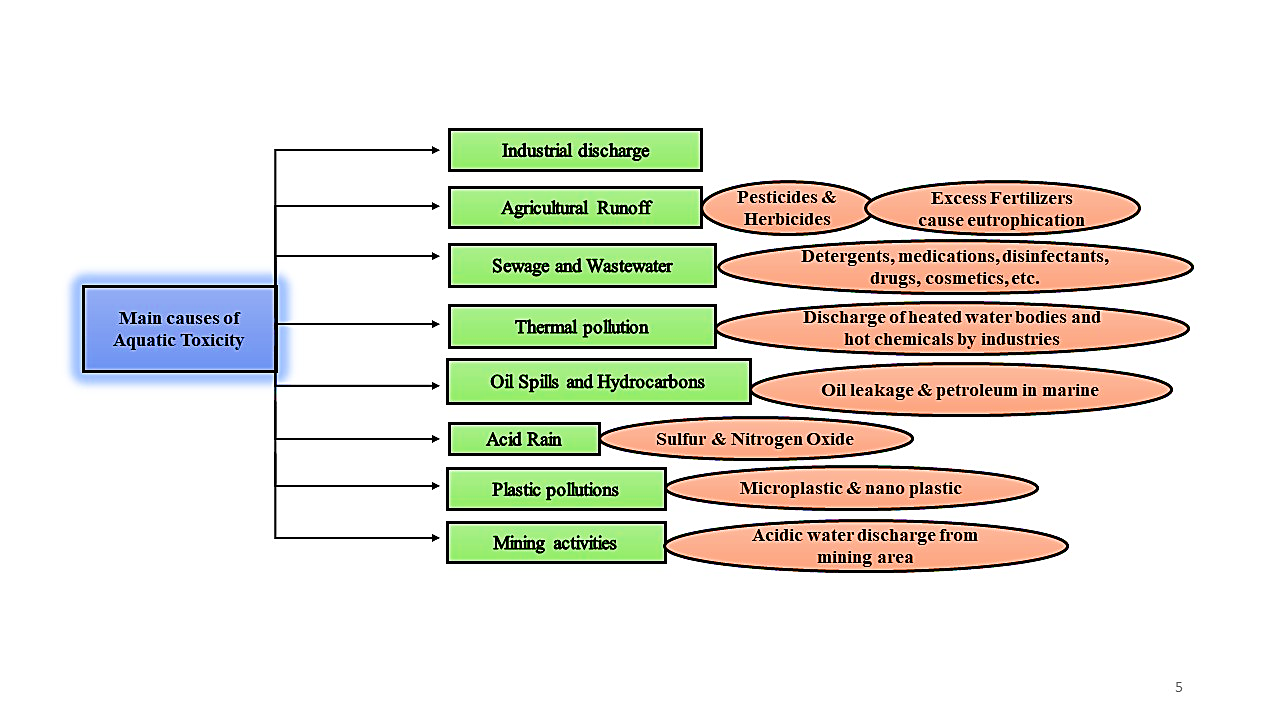 Main causes of
Aquatic Toxicity
Industrial discharge
Agricultural Runoff
Pesticides &
Herbicides
Excess Fertilizers
cause eutrophication
Sewage and Wastewater
Detergents, medications, disinfectants,
drugs, cosmetics, etc.
Thermal pollution
Discharge of heated water bodies and
hot chemicals by industries
Oil Spills and Hydrocarbons
Oil leakage & petroleum in marine
Acid Rain
Sulfur & Nitrogen Oxide
Plastic pollutions
Microplastic & nano plastic
Mining activities
Acidic water discharge from
mining area
5